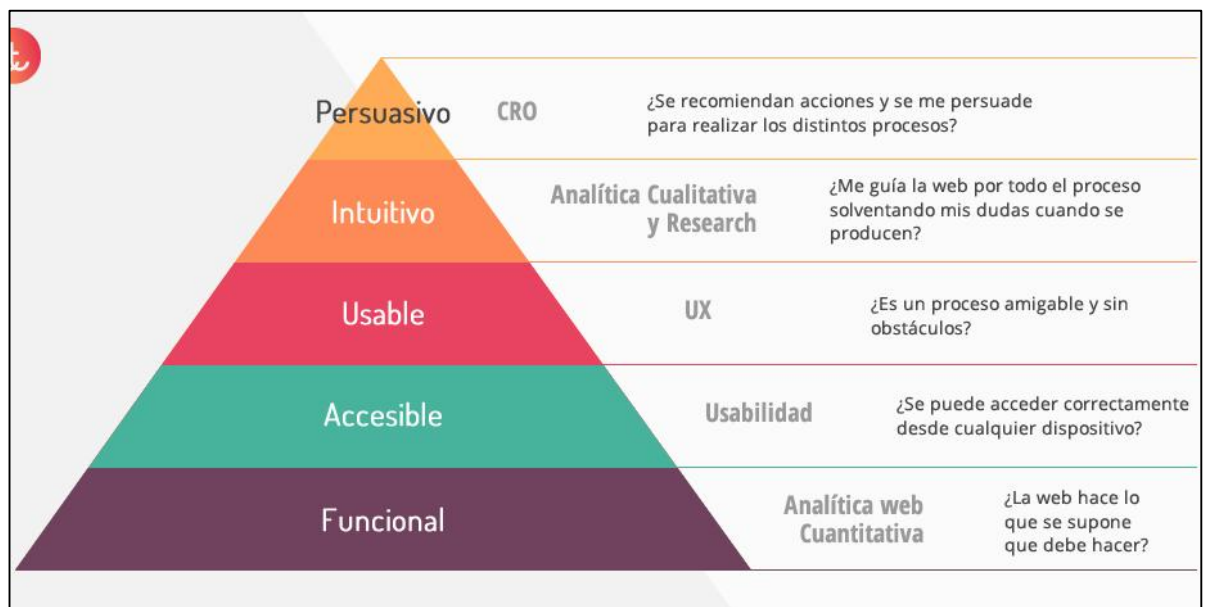 Persuasivo
CRO
¿Se recomiendan acciones y se me persuade
para realizar los distintos procesos?
Intuitivo
Analítica Cualitativa
y Research
¿Me guía la web por todo el proceso
solventando mis dudas cuando se
producen?
Usable
UX
¿Es un proceso amigable y sin
obstáculos?
Accesible
Usabilidad
¿Se puede acceder correctamente
desde cualquier dispositivo?
Funcional
Analítica web
Cuantitativa
¿La web hace lo
que se supone
que debe hacer?